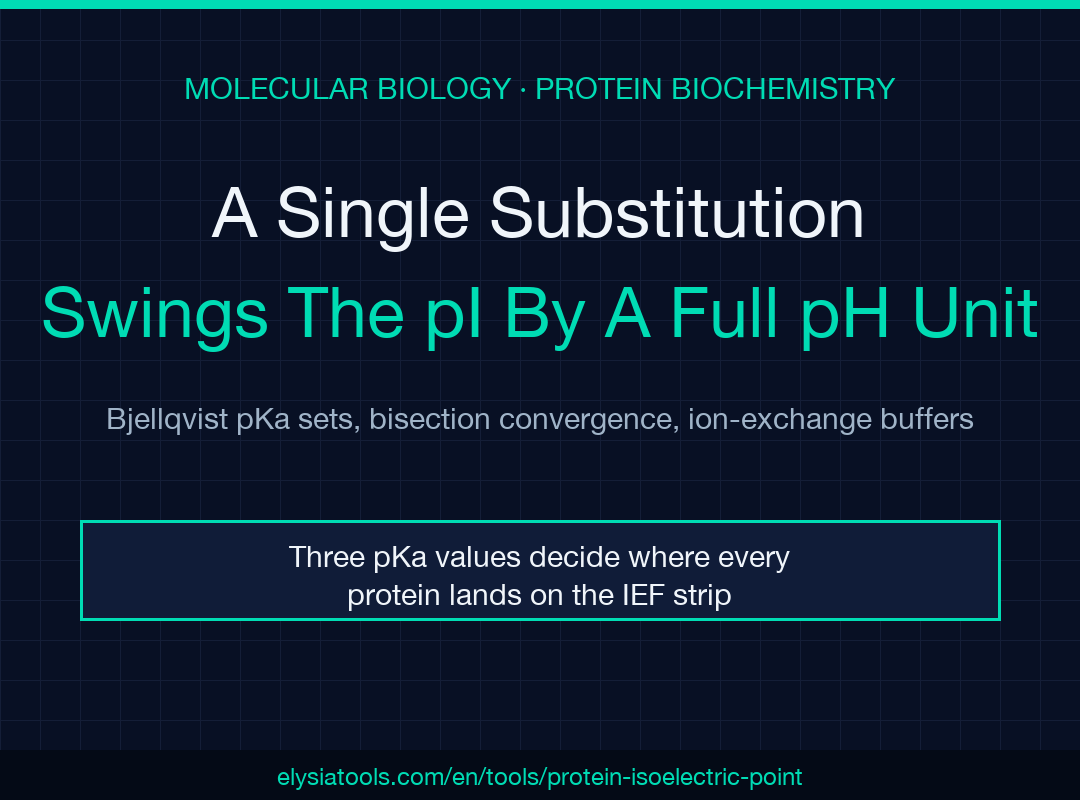 MOLECULAR BIOLOGY · PROTEIN BIOCHEMISTRY
A Single Substitution
Swings The pI By A Full pH Unit
Bjellqvist pKa sets, bisection convergence, ion-exchange buffers
Three pKa values decide where every
protein lands on the IEF strip
elysiatools.com/en/tools/protein-isoelectric-point